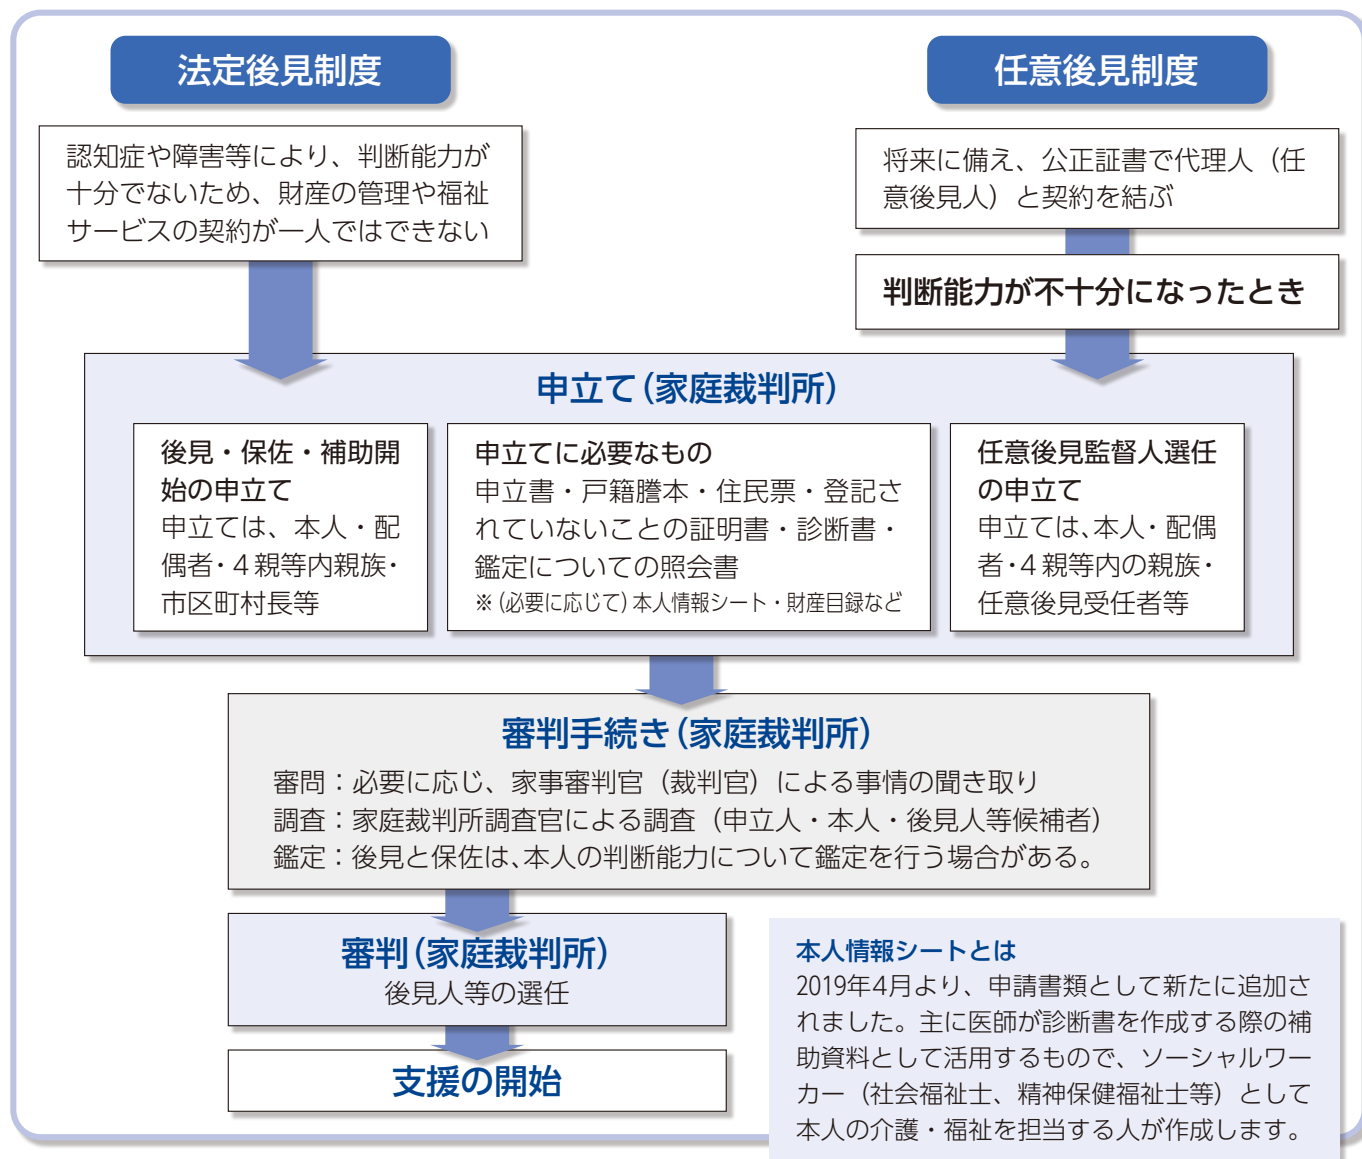 法定後見制度
認知症や障害等により、判断能力が
十分でないため、財産の管理や福祉
サービスの契約が一人ではできない
任意後見制度
将来に備え、公正証書で代理人（任
意後見人）と契約を結ぶ
判断能力が不十分になったとき
申立て（家庭裁判所）
後見・保佐・補助開
始の申立て
申立ては、本人・配
偶者・4親等内親族・
市区町村長等
申立てに必要なもの
申立書・戸籍謄本・住民票・登記さ
れていないことの証明書・診断書・
鑑定についての照会書
※（必要に応じて）本人情報シート・財産目録など
任意後見監督人選任
の申立て
申立ては、本人・配偶
者・4親等内の親族・
任意後見受任者等
審判手続き（家庭裁判所）
審問：必要に応じ、家事審判官（裁判官）による事情の聞き取り
調査：家庭裁判所調査官による調査（申立人・本人・後見人等候補者）
鑑定：後見と保佐は、本人の判断能力について鑑定を行う場合がある。
審判（家庭裁判所）
後見人等の選任
支援の開始
本人情報シートとは
2019年4月より、申請書類として新たに追加さ
れました。主に医師が診断書を作成する際の補
助資料として活用するもので、ソーシャルワー
カー（社会福祉士、精神保健福祉士等）として
本人の介護・福祉を担当する人が作成します。